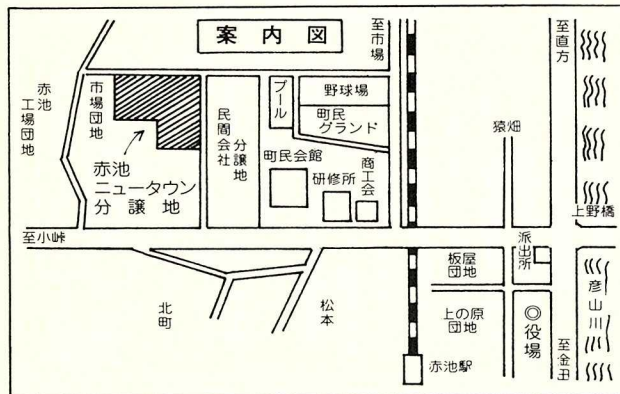 案内図
至市場
至直方
赤池
工場団地
市場団地
民間会社
分譲地
プール
野球場
町民
グランド
猿畑
赤池
ニュータウン
分譲地
町民会館
研修所
商工会
上野橋
至小峠
派出所
板屋
団地
北町
松本
上の原
団地
◎役場
彦山川
至金田
赤池駅